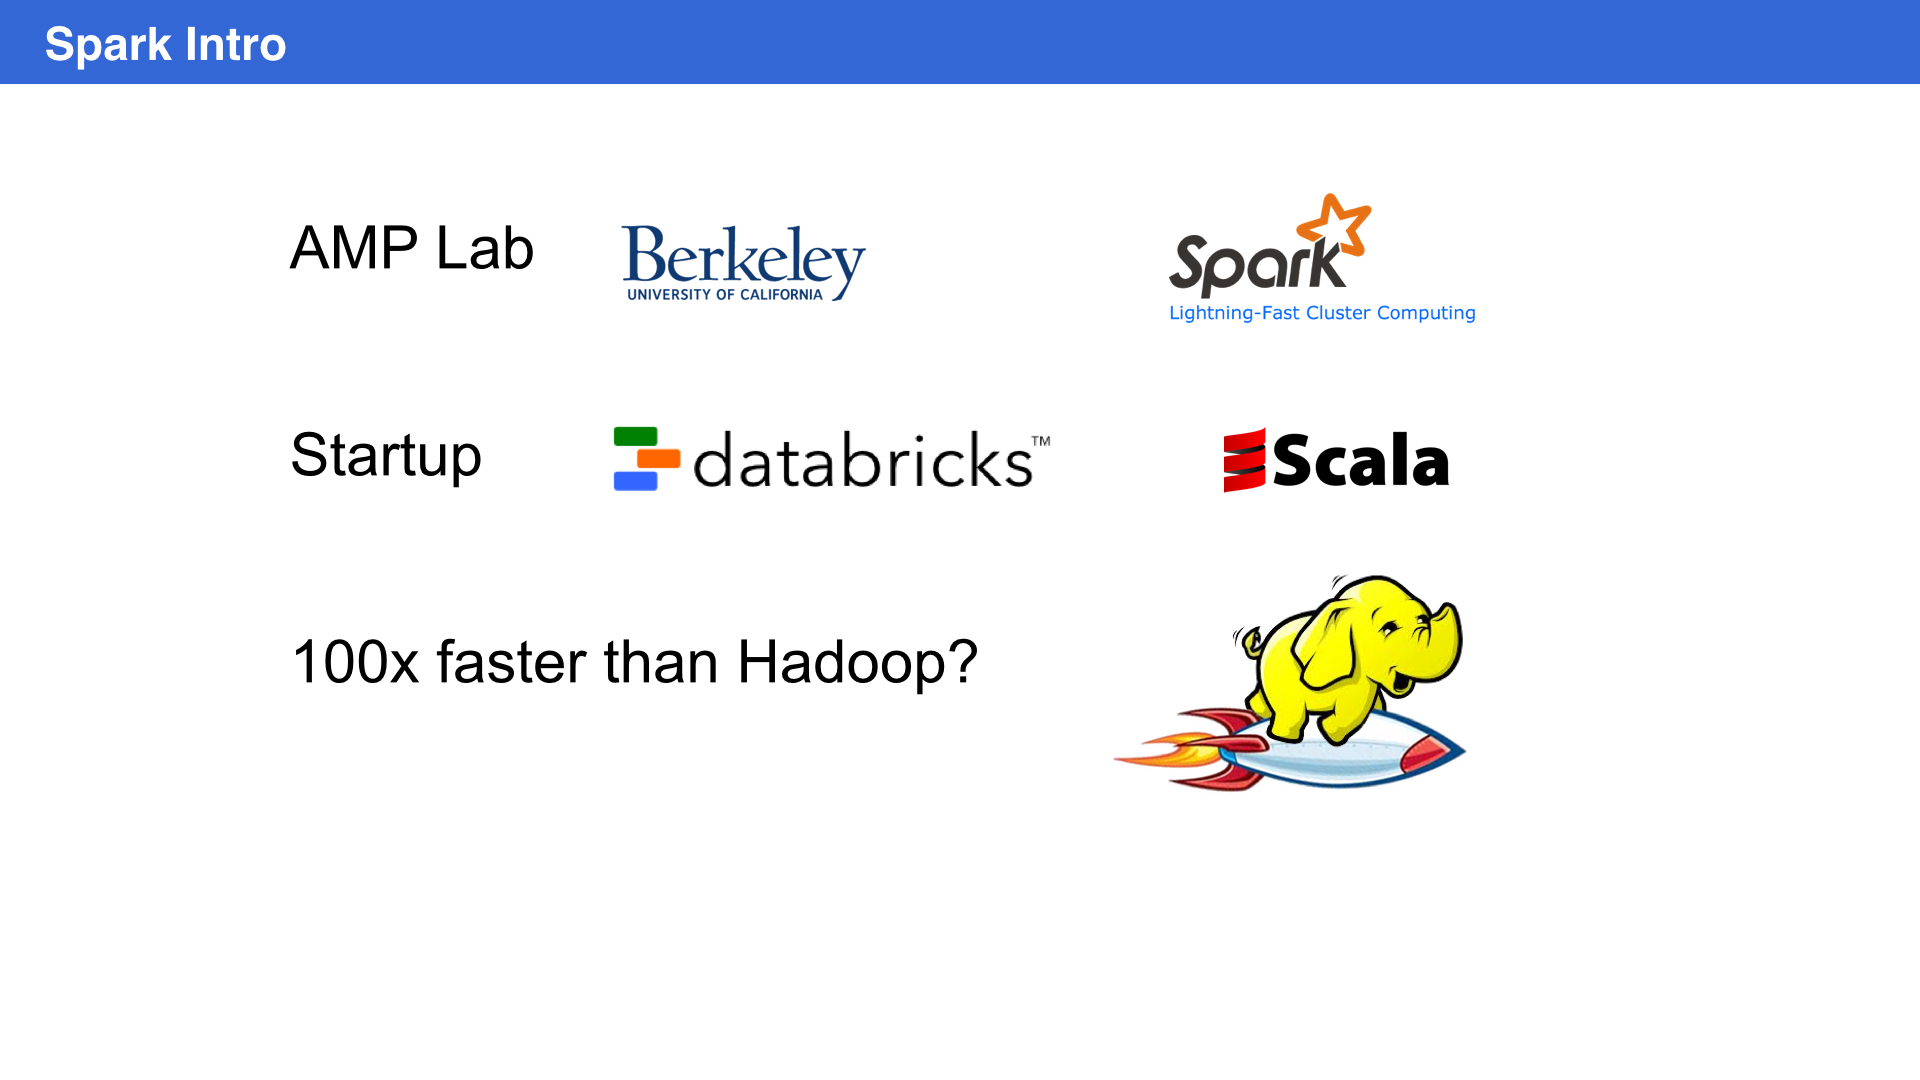 Spark Intro
AMP Lab
Berkeley
UNIVERSITY OF CALIFORNIA
Spark
Lightning-Fast Cluster Computing
Startup
databricks™
Scala
100x faster than Hadoop?